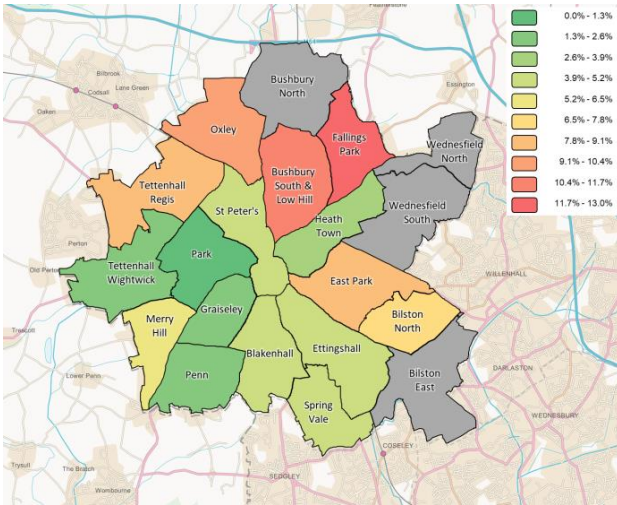 Bushbury
North
Oxley
Fallings
Park
Bushbury
South &
Low Hill
Wednesfield
North
Wednesfield
South
Tettenhall
Regis
St Peter's
Heath
Town
Park
Tettenhall
Wightwick
East Park
Bilston
North
Graiseley
Merry
Hill
Penn
Blakenhall
Ettingshall
Spring
Vale
Bilston
East
0.0% - 1.3%
1.3% - 2.6%
2.6% - 3.9%
3.9% - 5.2%
5.2% - 6.5%
6.5% - 7.8%
7.8% - 9.1%
9.1% - 10.4%
10.4% - 11.7%
11.7% - 13.0%
Bilbrook
Lane Green
Codsall
Oaken
Essington
Perton
Old Perton
Trescott
Lower Penn
Trysull
Wombourne
SEDGLEY
COSELEY
WILLENHALL
DARLASTON
WEDNESBURY